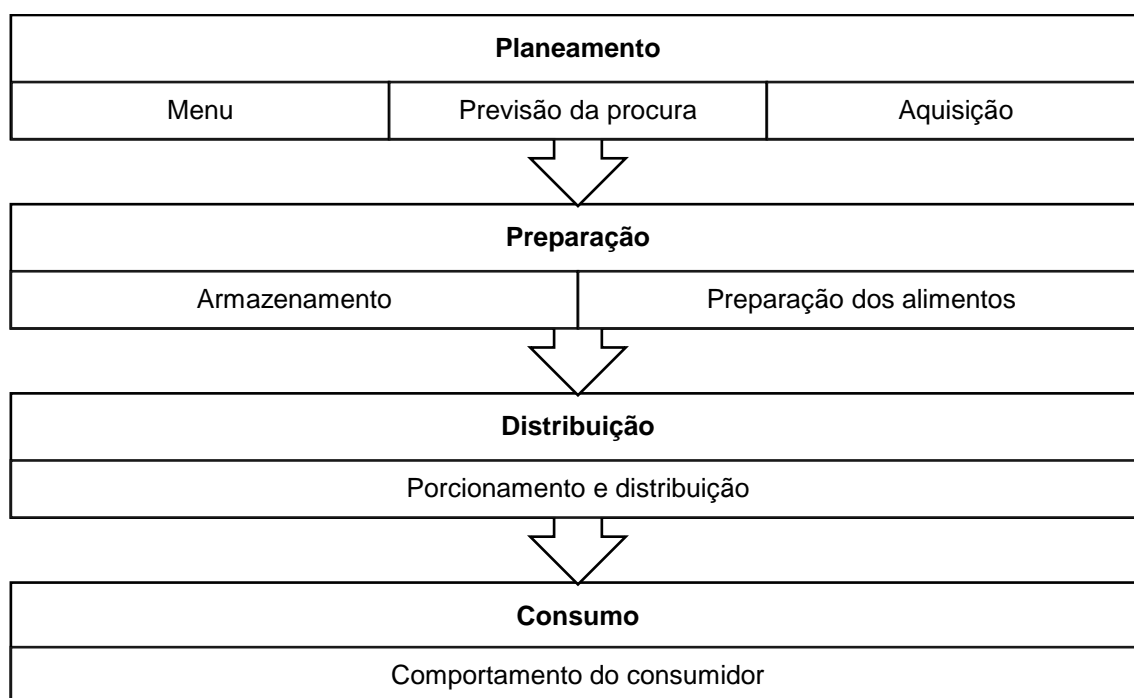 Planeamento
Menu
Previsão da procura
Aquisição
Preparação
Armazenamento
Preparação dos alimentos
Distribuição
Porcionamento e distribuição
Consumo
Comportamento do consumidor